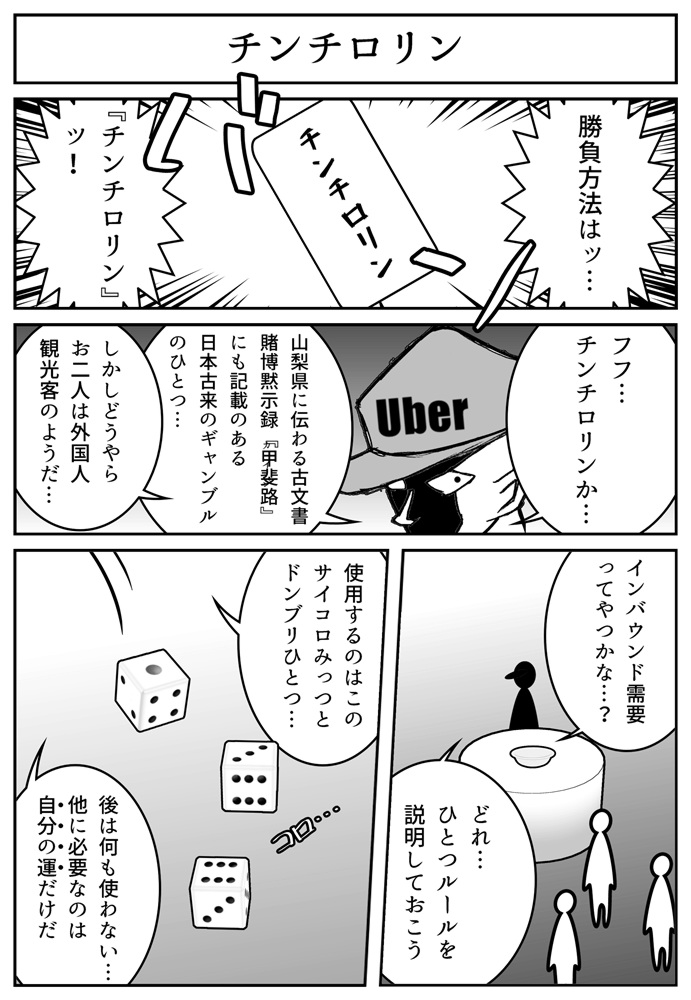 チンチロリン
勝負方法はッ…
チンチロリン
『チンチロリン』
ッ！
フフ…
チンチロリンか…
Uber
山梨県に伝わる古文書
賭博黙示録『甲斐路』
にも記載のある
日本古来のギャンブル
のひとつ…
しかしどうやら
お二人は外国人
観光客のようだ…
インバウンド需要
ってやつかな…？
どれ…
ひとつルールを
説明しておこう
使用するのはこの
サイコロみっつと
ドンブリひとつ…
コロ…
後は何も使わない…
他に必要なのは
自分の運だけだ